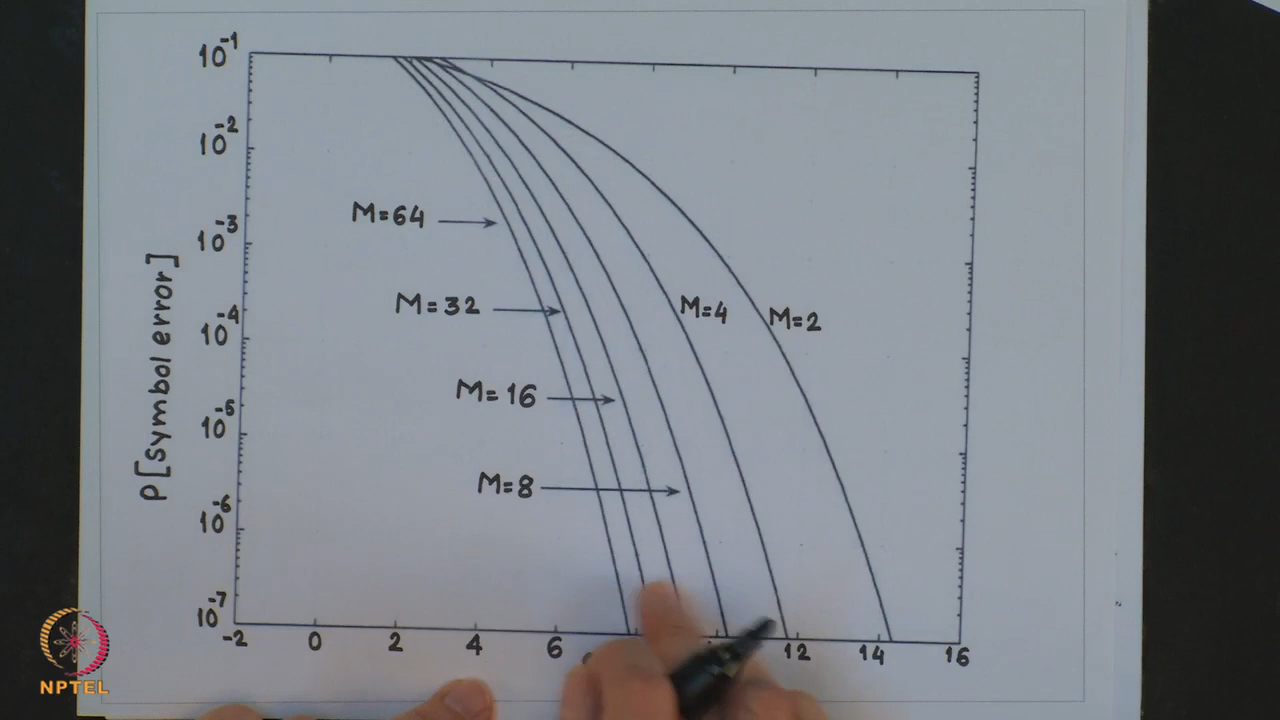 10^-1
10^-2
M=64
10^-3
M=32
M=4
M=2
10^-4
P[symbol error]
M=16
10^-5
M=8
10^-6
10^-7
-2 0 2 4 6 12 14 16
NPTEL